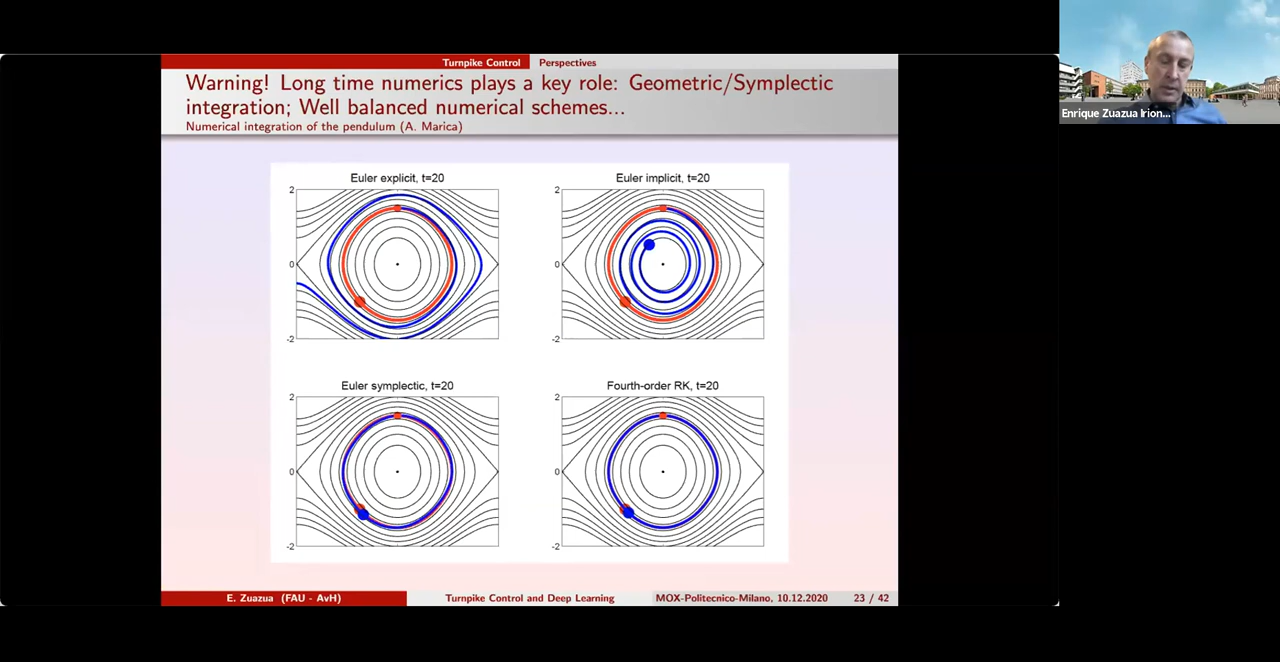 Turnpike Control Perspectives
Warning! Long time numerics plays a key role: Geometric/Symplectic
integration; Well balanced numerical schemes...
Numerical integration of the pendulum (A. Marica)
Enrique Zuazua Irion...
Euler explicit, t=20
2
0
-2
Euler implicit, t=20
2
0
-2
Euler symplectic, t=20
2
0
-2
Fourth-order RK, t=20
2
0
-2
E. Zuazua (FAU - AvH) Turnpike Control and Deep Learning MOX-Politecnico-Milano, 10.12.2020 23 / 42